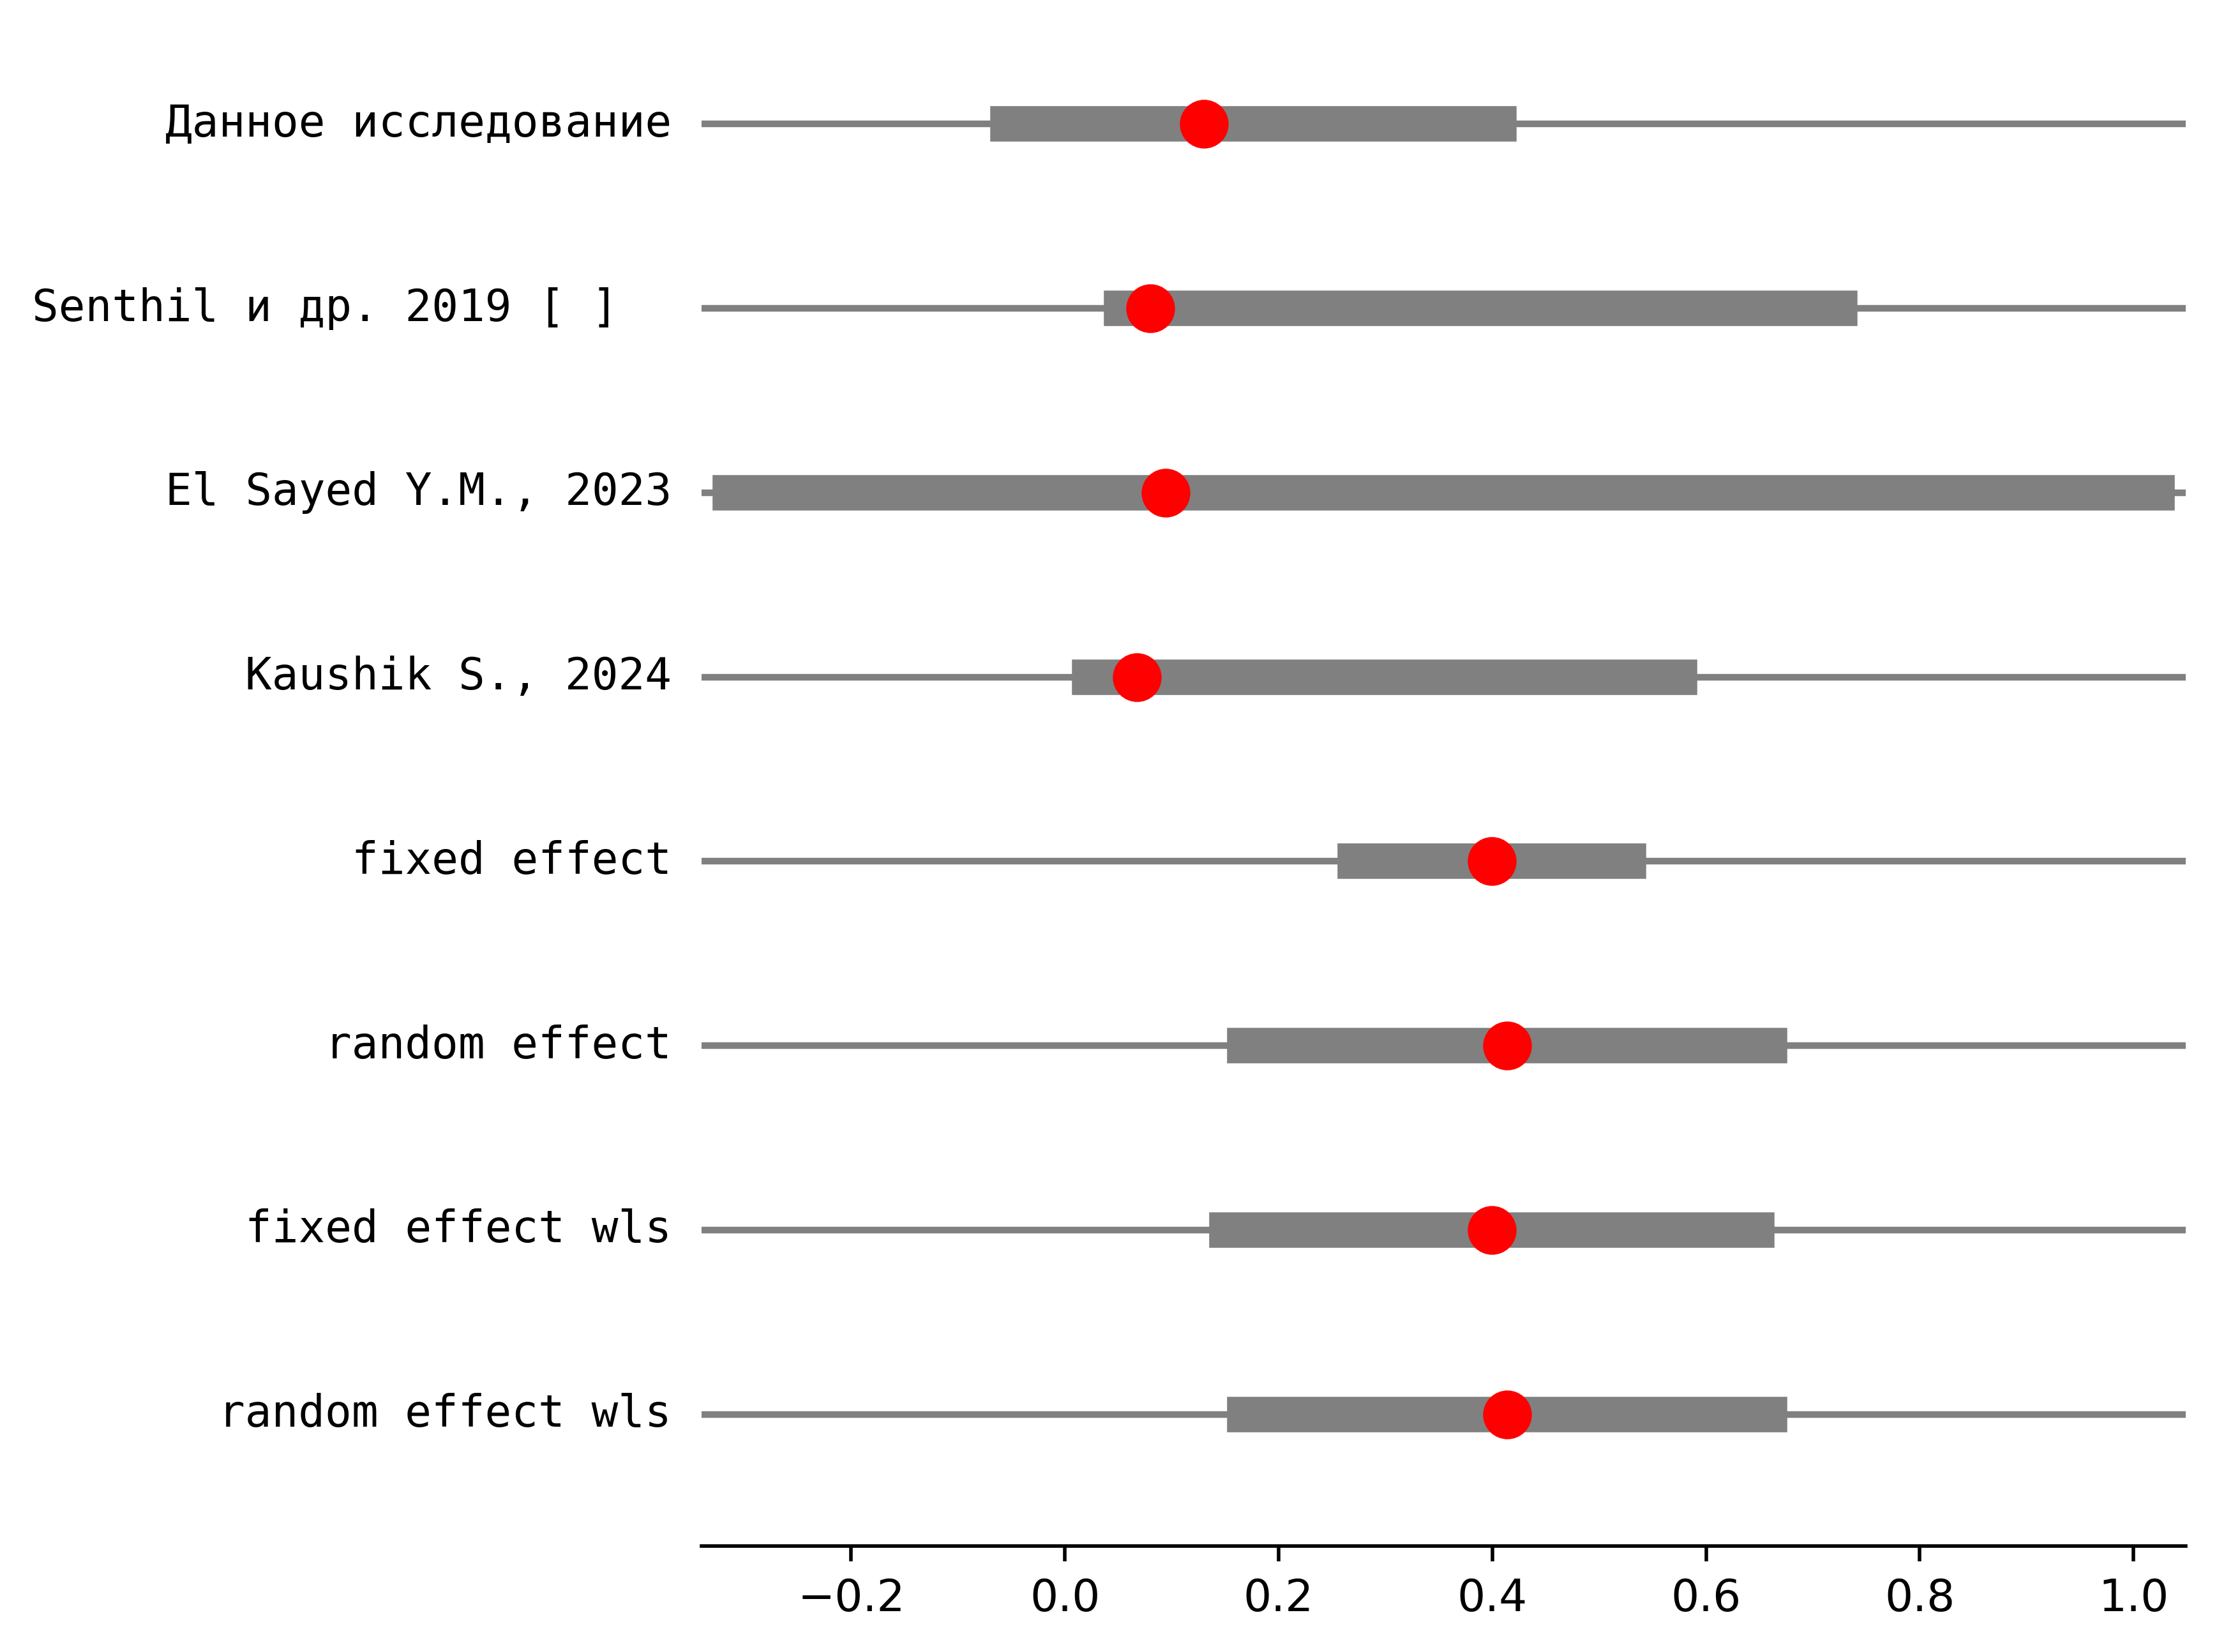 Данное исследование
Senthil и др. 2019 [ ]
El Sayed Y.M., 2023
Kaushik S., 2024
fixed effect
random effect
fixed effect wls
random effect wls
−0.2 0.0 0.2 0.4 0.6 0.8 1.0